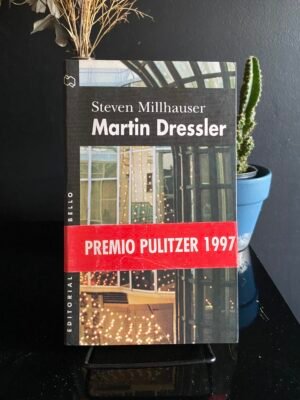 Steven Millhauser
Martin Dressler
PREMIO PULITZER 1997
EDITORIAL
BELLO